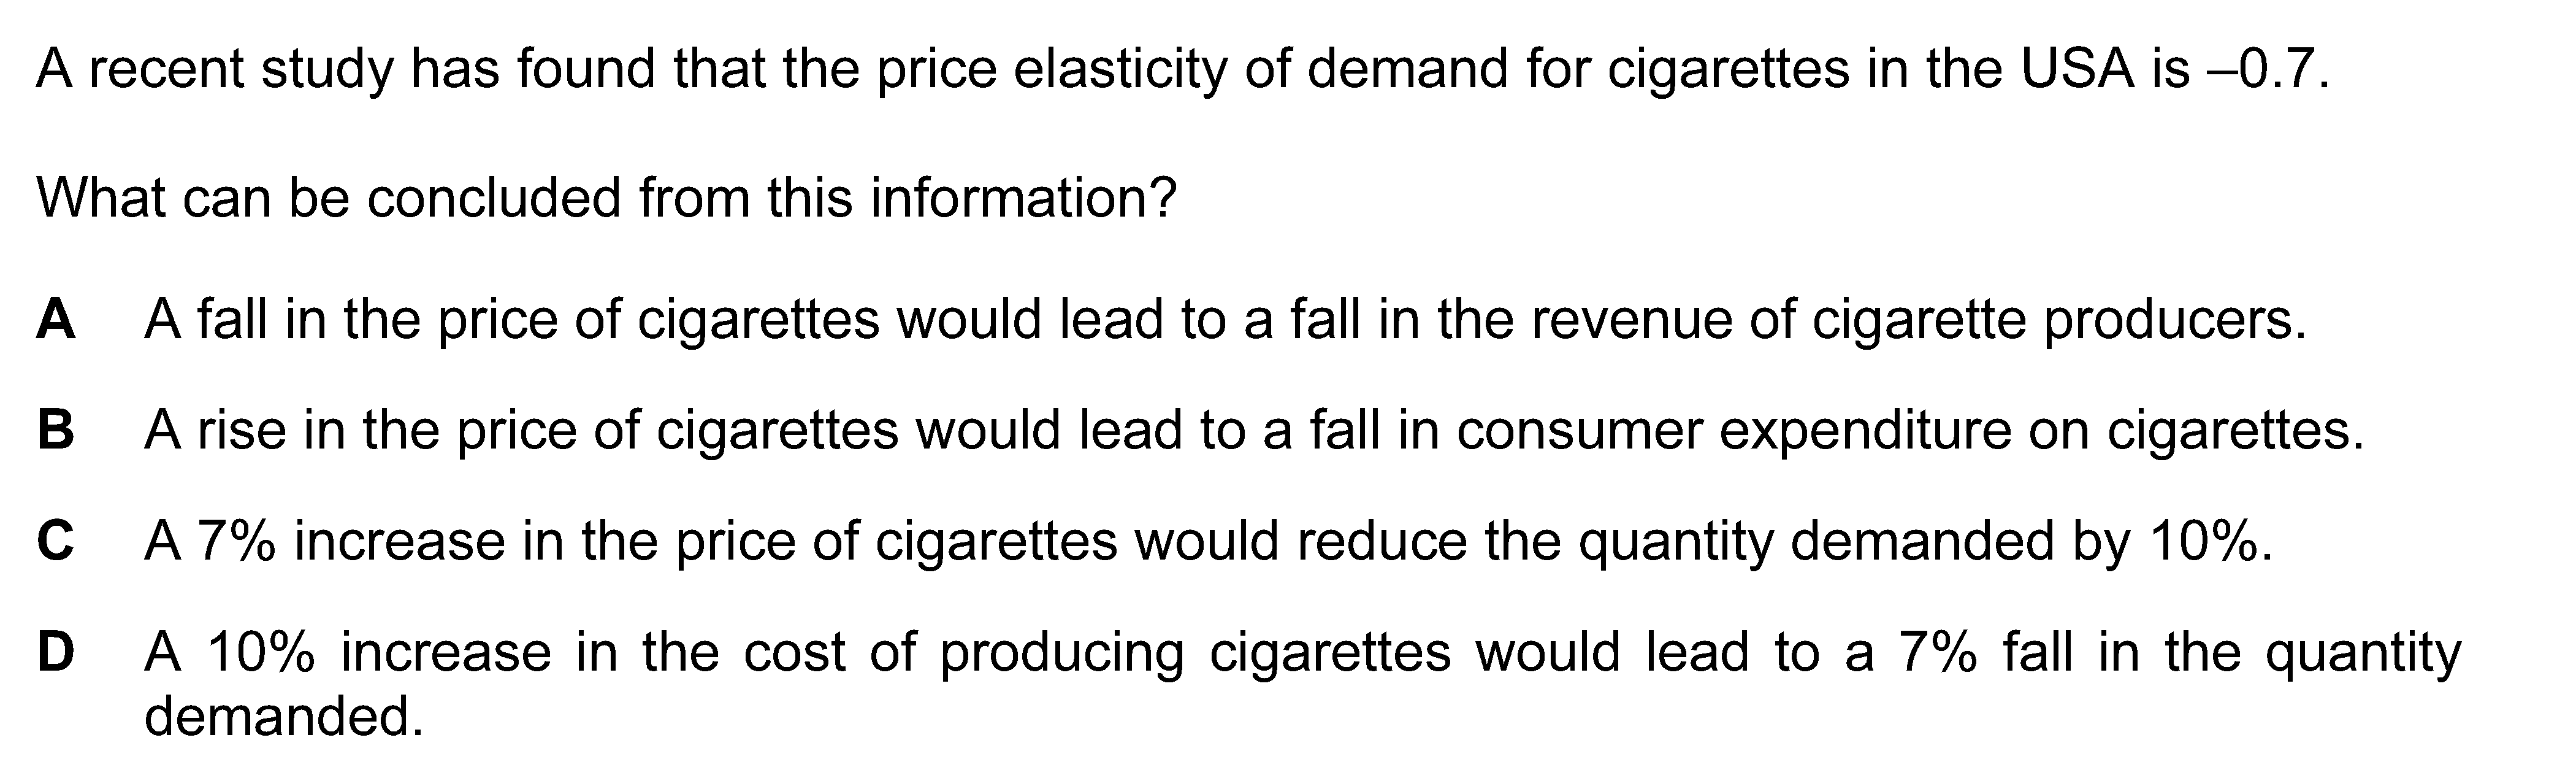 A recent study has found that the price elasticity of demand for cigarettes in the USA is –0.7.
What can be concluded from this information?
A A fall in the price of cigarettes would lead to a fall in the revenue of cigarette producers.
B A rise in the price of cigarettes would lead to a fall in consumer expenditure on cigarettes.
C A 7% increase in the price of cigarettes would reduce the quantity demanded by 10%.
D A 10% increase in the cost of producing cigarettes would lead to a 7% fall in the quantity
demanded.